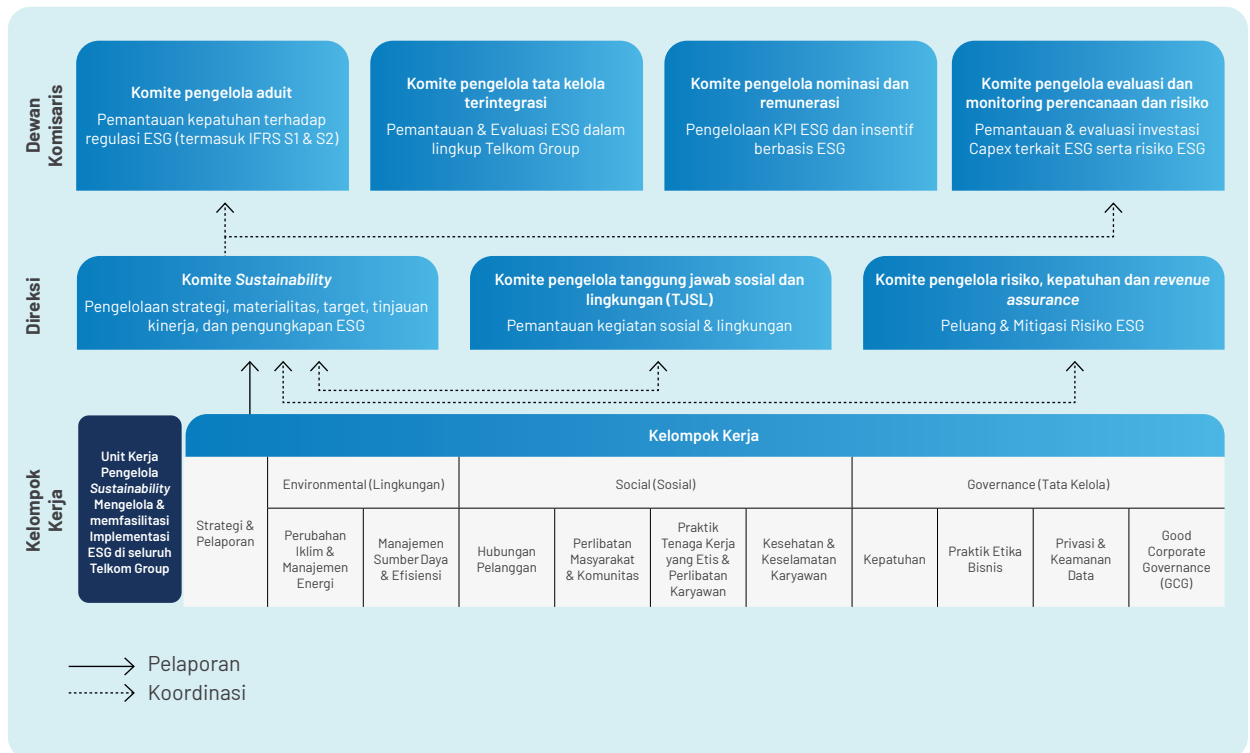 Dewan
Komisaris
Komite pengelola aduit
Pemantauan kepatuhan terhadap
regulasi ESG (termasuk IFRS S1 & S2)
Komite pengelola tata kelola
terintegrasi
Pemantauan & Evaluasi ESG dalam
lingkup Telkom Group
Komite pengelola nominasi dan
remunerasi
Pengelolaan KPI ESG dan insentif
berbasis ESG
Komite pengelola evaluasi dan
monitoring perencanaan dan risiko
Pemantauan & evaluasi investasi
Capex terkait ESG serta risiko ESG
Direksi
Komite Sustainability
Pengelolaan strategi, materialitas, target, tinjauan
kinerja, dan pengungkapan ESG
Komite pengelola tanggung jawab sosial dan
lingkungan (TJSL)
Pemantauan kegiatan sosial & lingkungan
Komite pengelola risiko, kepatuhan dan revenue
assurance
Peluang & Mitigasi Risiko ESG
Kelompok
Kerja
Unit Kerja
Pengelola
Sustainability
Mengelola &
memfasilitasi
Implementasi
ESG di seluruh
Telkom Group
Kelompok Kerja
Strategi &
Pelaporan
Environmental (Lingkungan)
Perubahan
Iklim &
Manajemen
Energi
Manajemen
Sumber Daya
& Efisiensi
Social (Sosial)
Hubungan
Pelanggan
Perlibatan
Masyarakat
& Komunitas
Praktik
Tenaga Kerja
yang Etis &
Perlibatan
Karyawan
Kesehatan &
Keselamatan
Karyawan
Governance (Tata Kelola)
Kepatuhan
Praktik Etika
Bisnis
Privasi &
Keamanan
Data
Good
Corporate
Governance
(GCG)
Pelaporan
Koordinasi